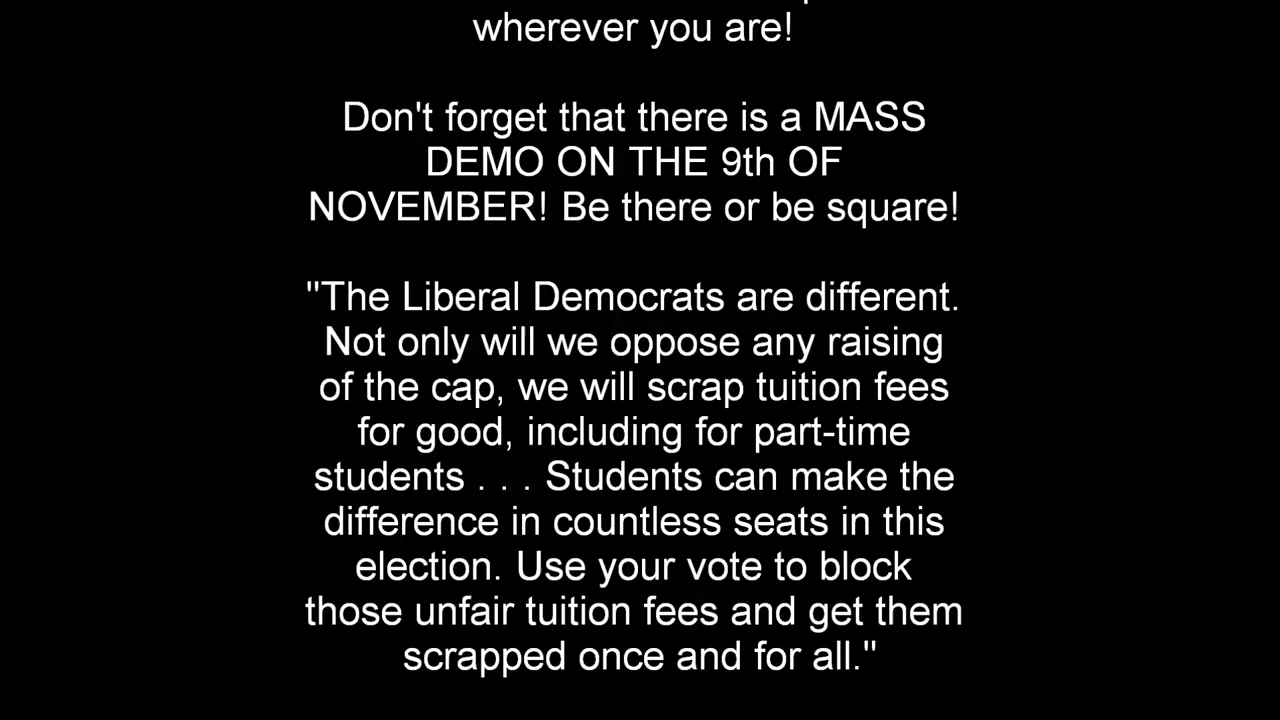 wherever you are!
Don't forget that there is a MASS
DEMO ON THE 9th OF
NOVEMBER! Be there or be square!
"The Liberal Democrats are different.
Not only will we oppose any raising
of the cap, we will scrap tuition fees
for good, including for part-time
students . . . Students can make the
difference in countless seats in this
election. Use your vote to block
those unfair tuition fees and get them
scrapped once and for all."